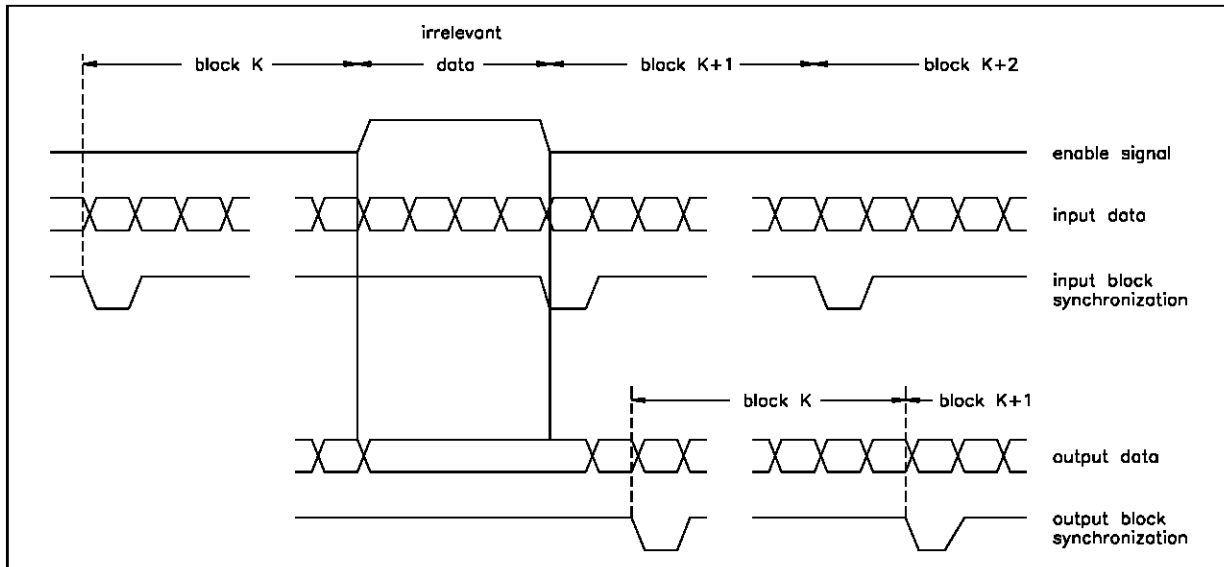 irrelevant
block K
data
block K+1
block K+2
enable signal
input data
input block
synchronization
block K
block K+1
output data
output block
synchronization